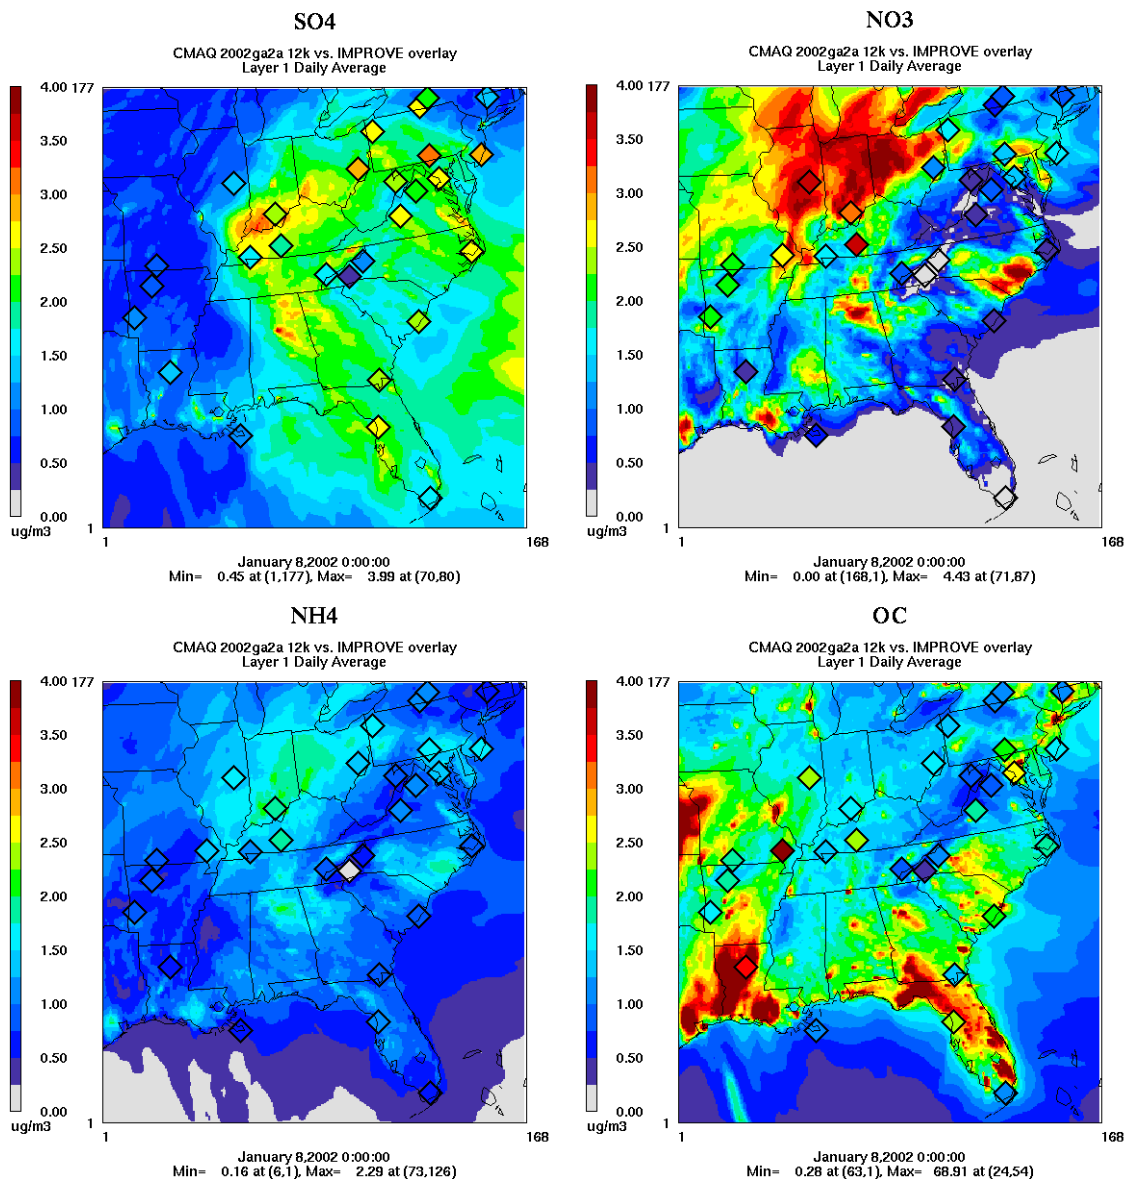 SO4
CMAQ 2002ga2a 12k vs. IMPROVE overlay
Layer 1 Daily Average
4.00 177
3.50
3.00
2.50
2.00
1.50
1.00
0.50
0.00
ug/m3
1
1 168
January 8,2002 0:00:00
Min= 0.45 at (1,177), Max= 3.99 at (70,80)
NO3
CMAQ 2002ga2a 12k vs. IMPROVE overlay
Layer 1 Daily Average
4.00 177
3.50
3.00
2.50
2.00
1.50
1.00
0.50
0.00
ug/m3
1
1 168
January 8,2002 0:00:00
Min= 0.00 at (168,1), Max= 4.43 at (71,87)
NH4
CMAQ 2002ga2a 12k vs. IMPROVE overlay
Layer 1 Daily Average
4.00 177
3.50
3.00
2.50
2.00
1.50
1.00
0.50
0.00
ug/m3
1
1 168
January 8,2002 0:00:00
Min= 0.16 at (6,1), Max= 2.29 at (73,126)
OC
CMAQ 2002ga2a 12k vs. IMPROVE overlay
Layer 1 Daily Average
4.00 177
3.50
3.00
2.50
2.00
1.50
1.00
0.50
0.00
ug/m3
1
1 168
January 8,2002 0:00:00
Min= 0.28 at (63,1), Max= 68.91 at (24,54)